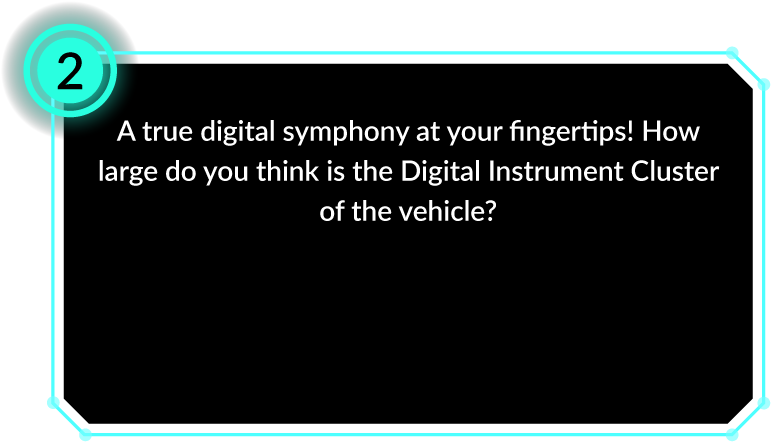 2
A true digital symphony at your fingertips! How
large do you think is the Digital Instrument Cluster
of the vehicle?